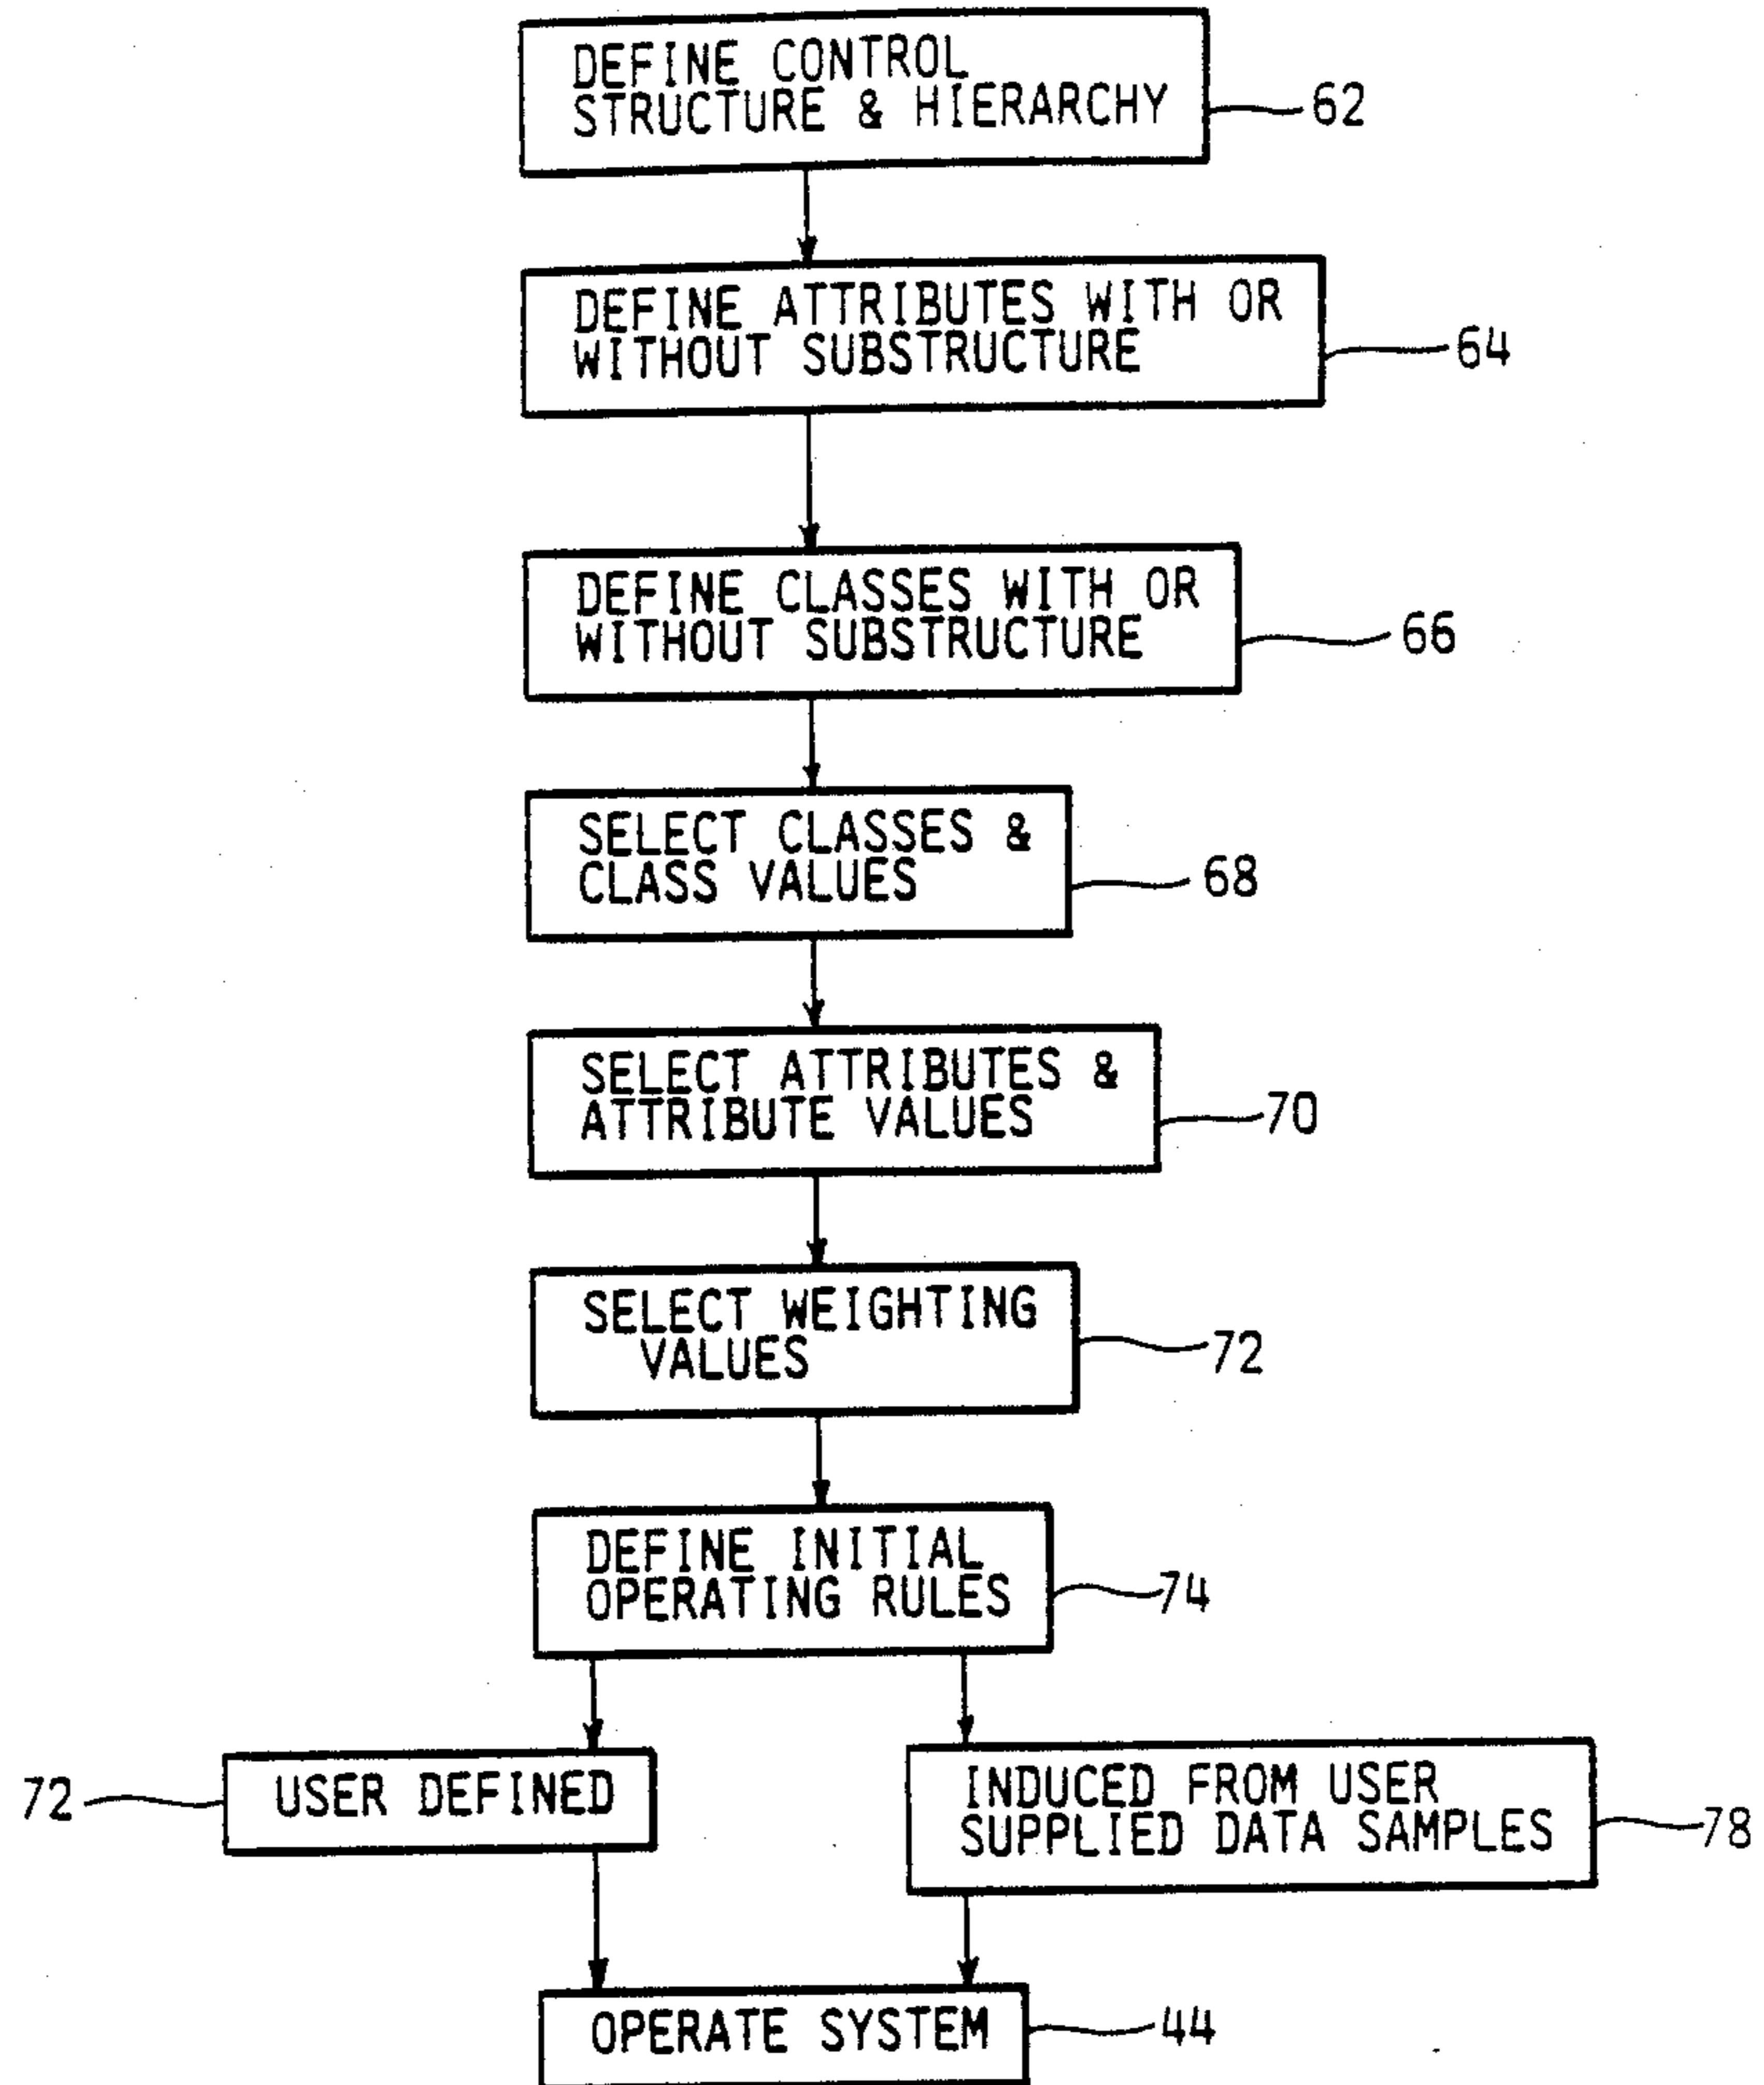 DEFINE CONTROL
STRUCTURE & HIERARCHY
62
DEFINE ATTRIBUTES WITH OR
WITHOUT SUBSTRUCTURE
64
DEFINE CLASSES WITH OR
WITHOUT SUBSTRUCTURE
66
SELECT CLASSES &
CLASS VALUES
68
SELECT ATTRIBUTES &
ATTRIBUTE VALUES
70
SELECT WEIGHTING
VALUES
72
DEFINE INITIAL
OPERATING RULES
74
72
USER DEFINED
INDUCED FROM USER
SUPPLIED DATA SAMPLES
78
OPERATE SYSTEM
44